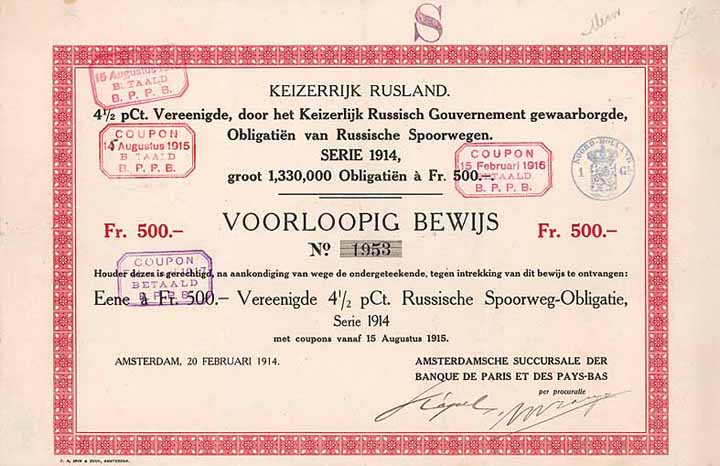 S
15 Augustus
BETAALD
B. P. P. B.
KEIZERRIJK RUSLAND.
4½ pCt. Vereenigde, door het Keizerlijk Russisch Gouvernement gewaarborgde,
Obligatiën van Russische Spoorwegen.
SERIE 1914,
groot 1,330,000 Obligatiën à Fr. 500.—
COUPON
Augustus 1915
BETAALD
B. P. P. B.
COUPON
15 Februari 1916
BETAALD
B. P. P. B.
NOORD-HOLLAND
1 G.
Fr. 500.—
VOORLOOPIG BEWIJS
Fr. 500.—
No. 1953
COUPON
BETAALD
B. P. P. B.
Houder dezes is gerechtigd, na aankondiging van wege de ondergeteekende, tegen intrekking van dit bewijs te ontvangen:
Eene à Fr. 500.— Vereenigde 4½ pCt. Russische Spoorweg-Obligatie,
Serie 1914
met coupons vanaf 15 Augustus 1915.
AMSTERDAM, 20 FEBRUARI 1914.
AMSTERDAMSCHE SUCCURSALE DER
BANQUE DE PARIS ET DES PAYS-BAS
per procuratie